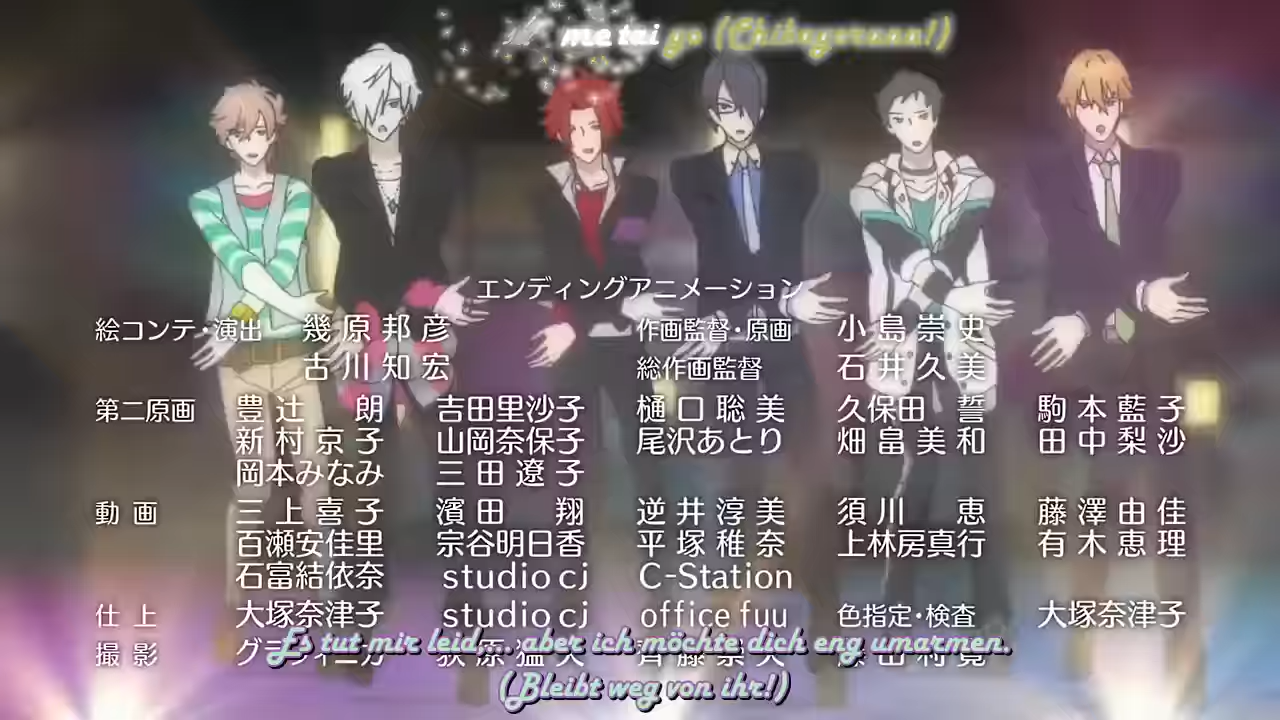 me tai yo (Chikayoruna!)
エンディングアニメーション
絵コンテ・演出 幾原邦彦 作画監督・原画 小島崇史
古川知宏 総作画監督 石井久美
第二原画 豊辻 朗 吉田里沙子 樋口聡美 久保田 誓 駒本藍子
新村京子 山岡奈保子 尾沢あとり 畑畠美和 田中梨沙
岡本みなみ 三田遼子
動画 三上喜子 濱田 翔 逆井淳美 須川 恵 藤澤由佳
百瀬安佳里 宗谷明日香 平塚稚奈 上林房真行 有木恵理
石富結依奈 studio cj C-Station
仕上 大塚奈津子 studio cj office fuu 色指定・検査 大塚奈津子
撮影 グラフィニカ
Es tut mir leid... aber ich möchte dich eng umarmen.
(Bleibt weg von ihr!)